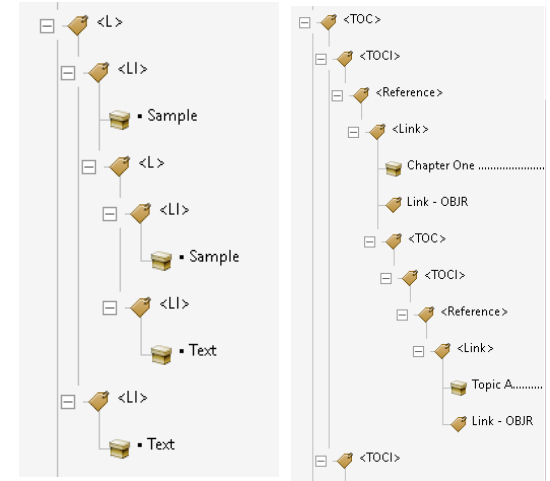 <L>
<LI>
▪ Sample
<L>
<LI>
▪ Sample
<LI>
▪ Text
<LI>
▪ Text
<TOC>
<TOCI>
<Reference>
<Link>
Chapter One ......................
Link - OBJR
<TOC>
<TOCI>
<Reference>
<Link>
Topic A..........
Link - OBJR
<TOCI>